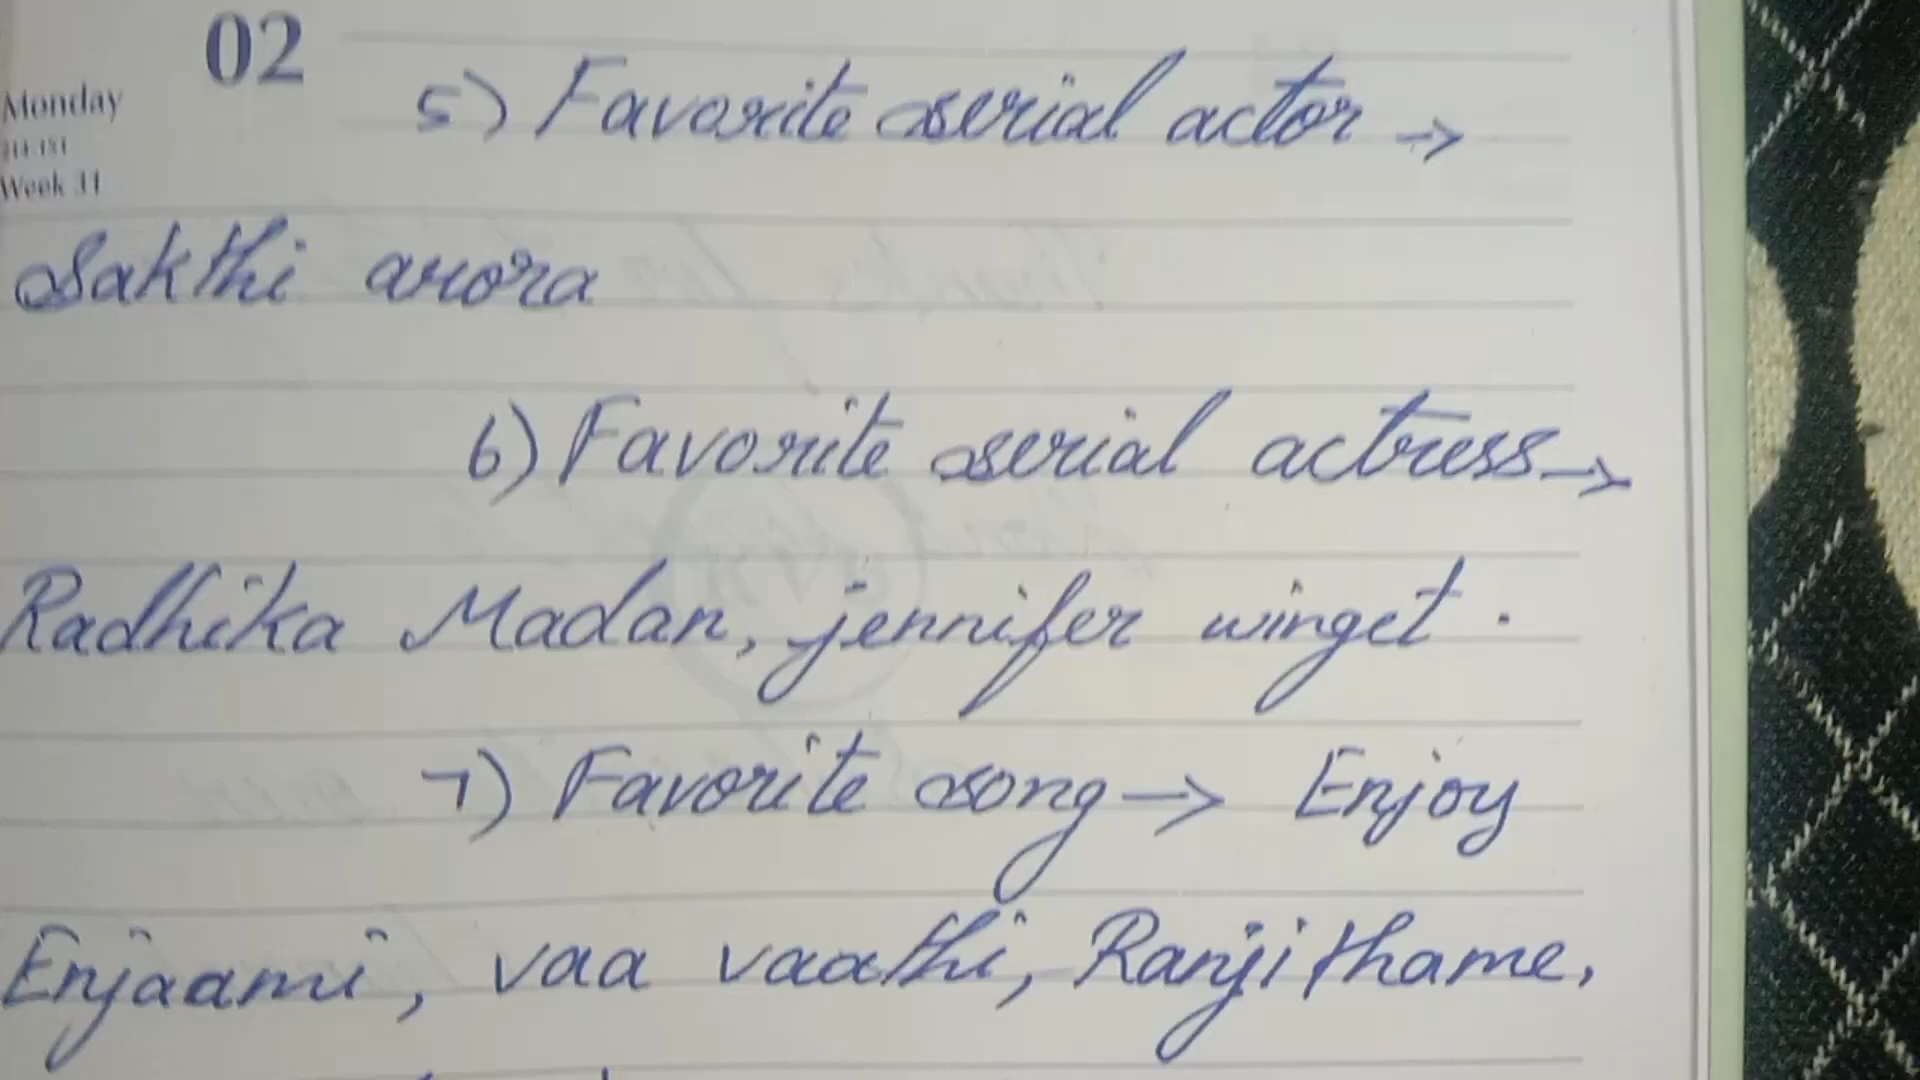 02
Monday
Week 31
5) Favorite serial actor →
Sakthi arora
6) Favorite serial actress →
Radhika Madan, jennifer winget.
7) Favorite song → Enjoy
Enjaami, vaa vaathi, Ranjithame,